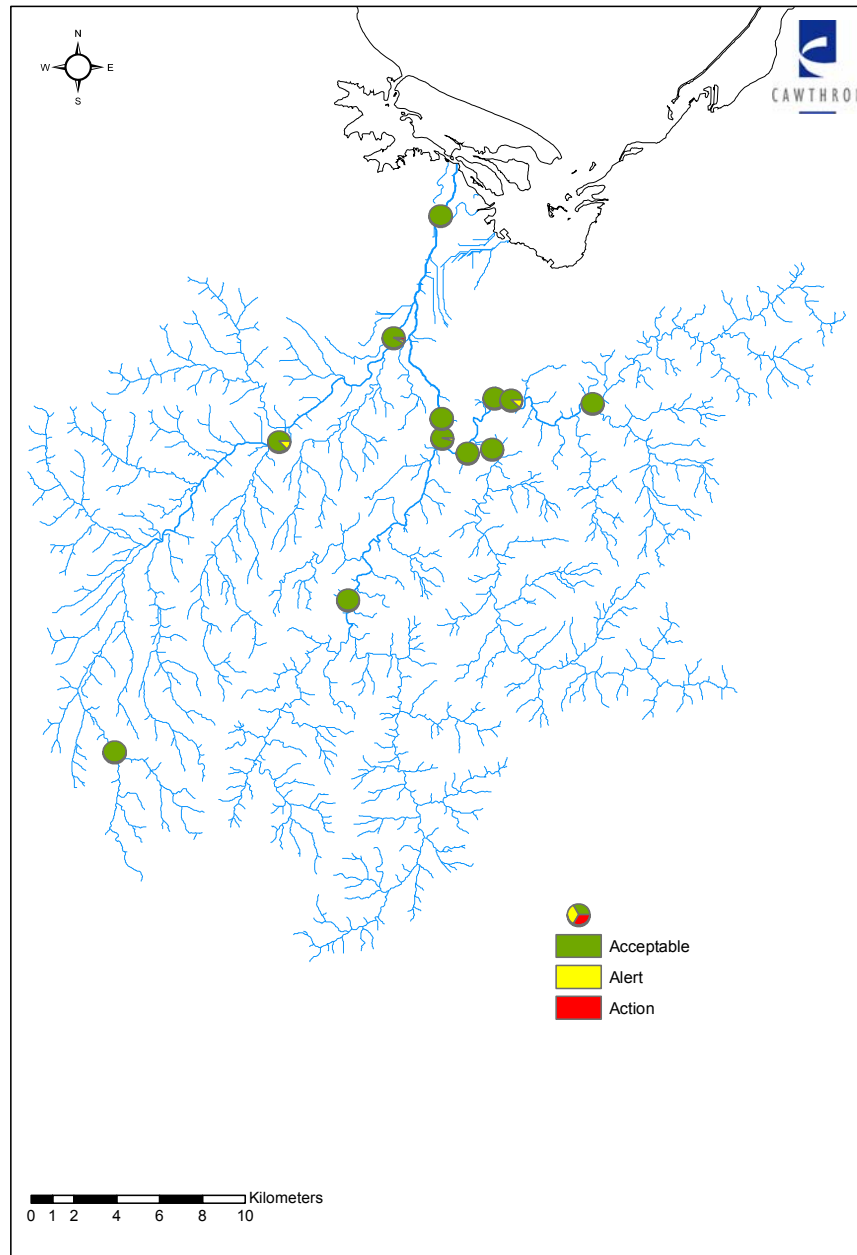 N
W E
S
CAWTHRO
Acceptable
Alert
Action
Kilometers
0 1 2 4 6 8 10